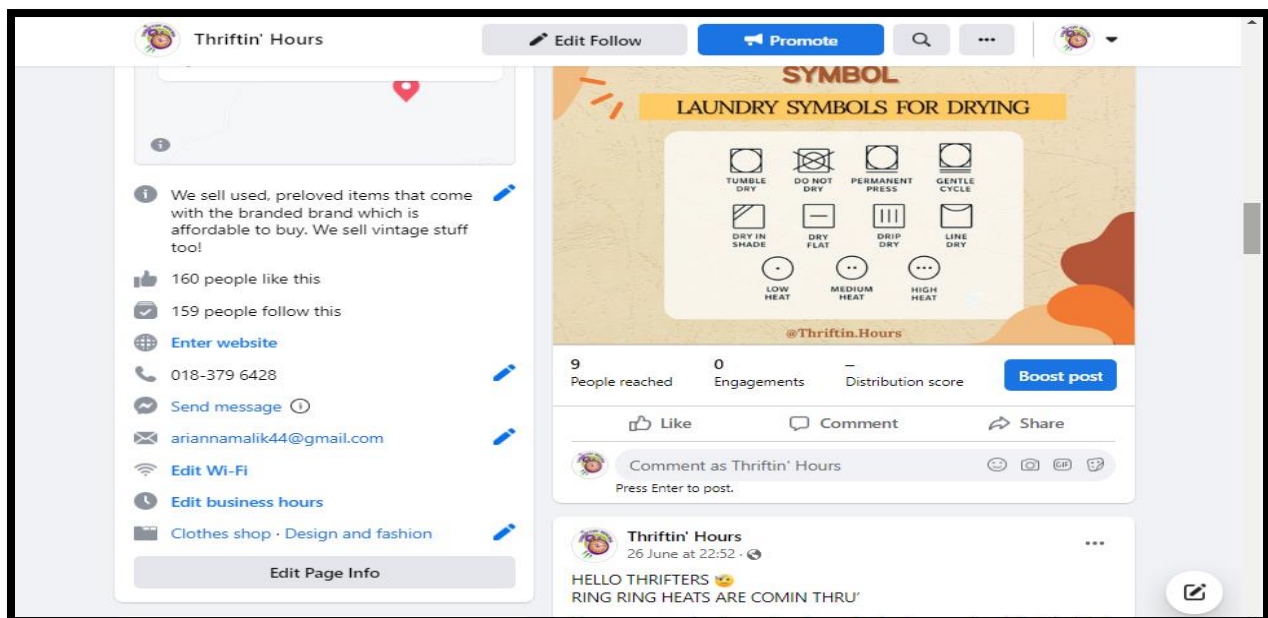 Thriftin' Hours
Edit Follow
Promote
We sell used, preloved items that come
with the branded brand which is
affordable to buy. We sell vintage stuff
too!
160 people like this
159 people follow this
Enter website
018-379 6428
Send message
ariannamalik44@gmail.com
Edit Wi-Fi
Edit business hours
Clothes shop · Design and fashion
Edit Page Info
SYMBOL
LAUNDRY SYMBOLS FOR DRYING
TUMBLE DRY
DO NOT DRY
PERMANENT PRESS
GENTLE CYCLE
DRY IN SHADE
DRY FLAT
DRIP DRY
LINE DRY
LOW HEAT
MEDIUM HEAT
HIGH HEAT
@Thriftin.Hours
9 People reached
0 Engagements
– Distribution score
Boost post
Like
Comment
Share
Comment as Thriftin' Hours
GIF
Press Enter to post.
Thriftin' Hours
26 June at 22:52 ·
HELLO THRIFTERS 🤕
RING RING HEATS ARE COMIN THRU'